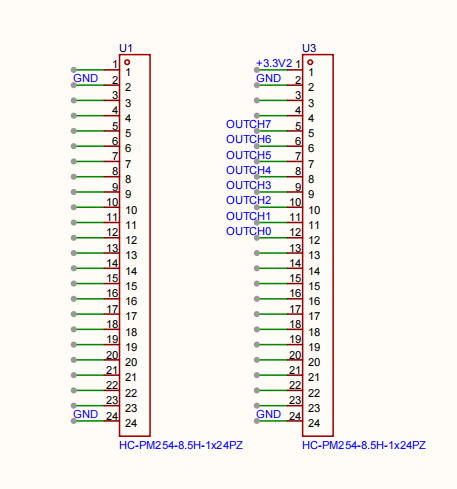 U1 U3
1 1 +3.3V2 1 1
GND 2 2 GND 2 2
3 3 3 3
4 4 4 4
5 5 OUTCH7 5 5
6 6 OUTCH6 6 6
7 7 OUTCH5 7 7
8 8 OUTCH4 8 8
9 9 OUTCH3 9 9
10 10 OUTCH2 10 10
11 11 OUTCH1 11 11
12 12 OUTCH0 12 12
13 13 13 13
14 14 14 14
15 15 15 15
16 16 16 16
17 17 17 17
18 18 18 18
19 19 19 19
20 20 20 20
21 21 21 21
22 22 22 22
23 23 23 23
GND 24 24 GND 24 24
HC-PM254-8.5H-1x24PZ HC-PM254-8.5H-1x24PZ